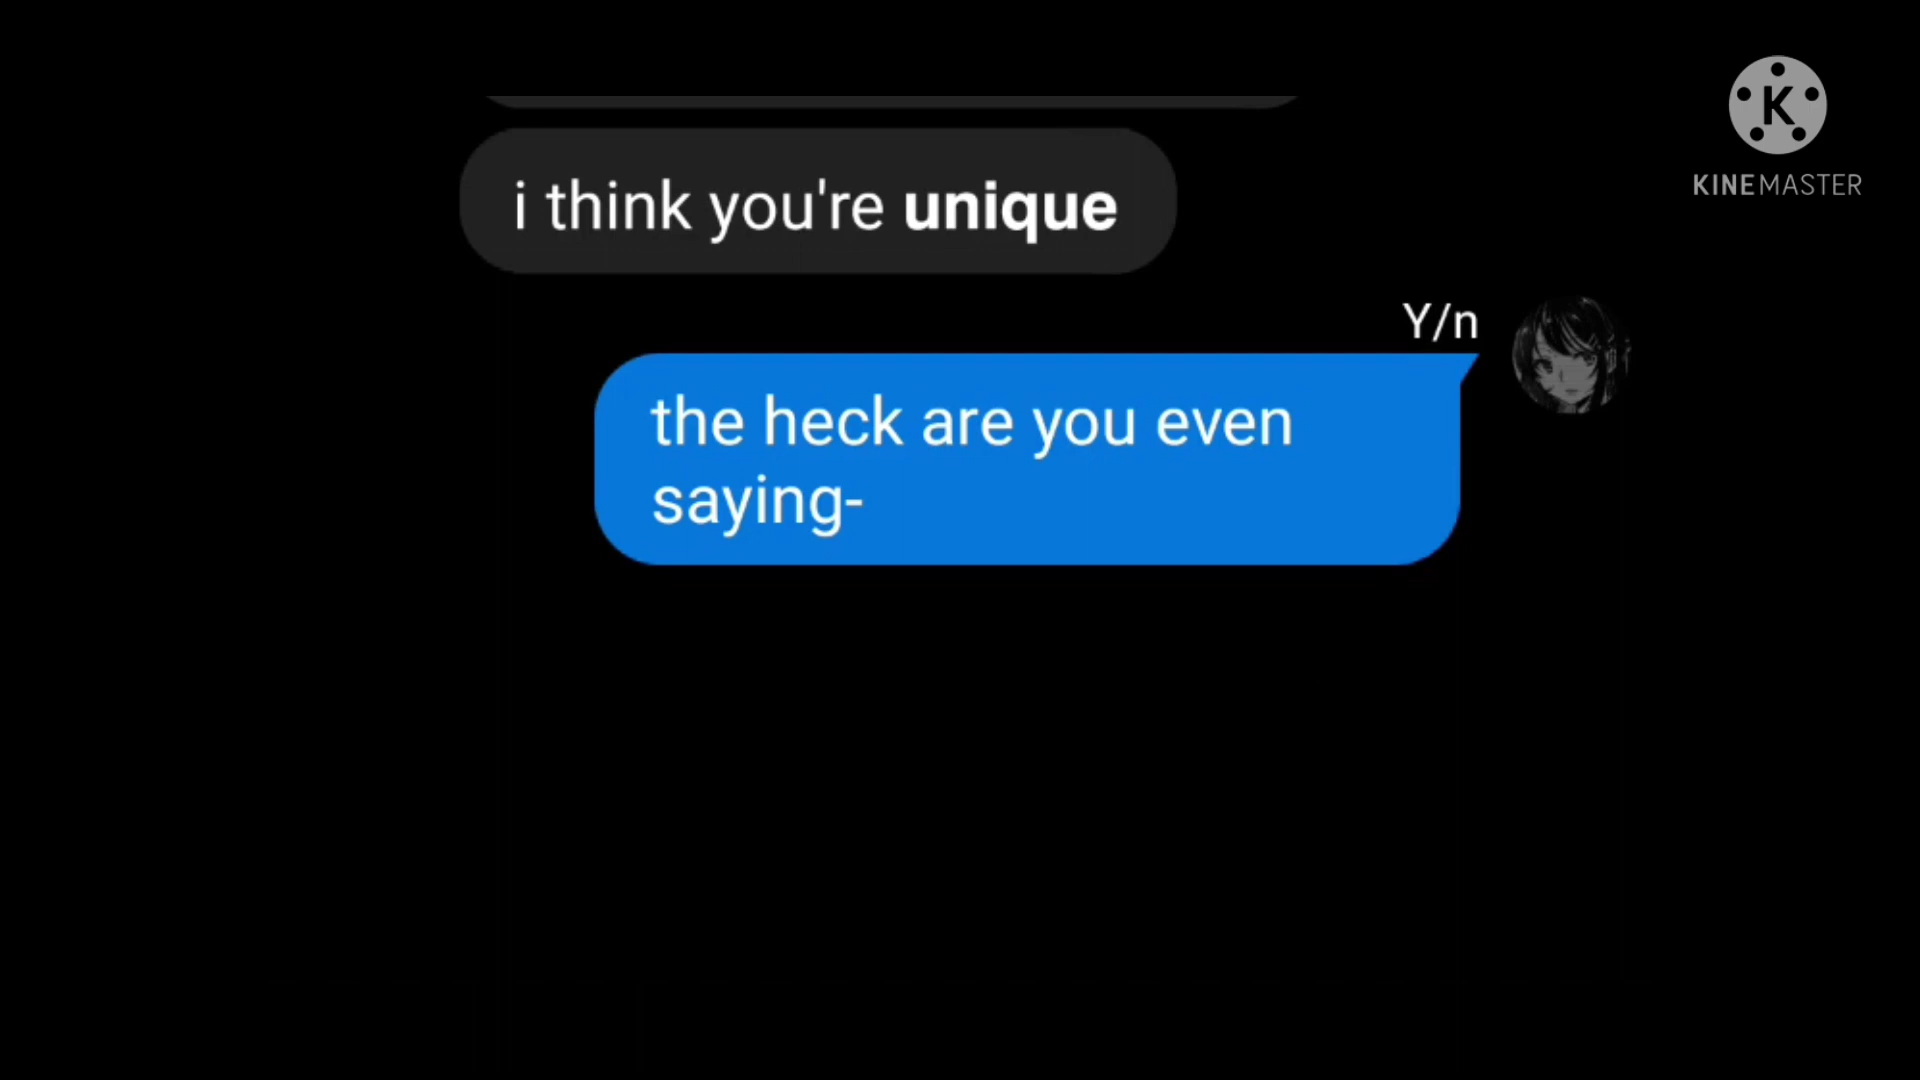 KINEMASTER
i think you're unique
Y/n
the heck are you even
saying-